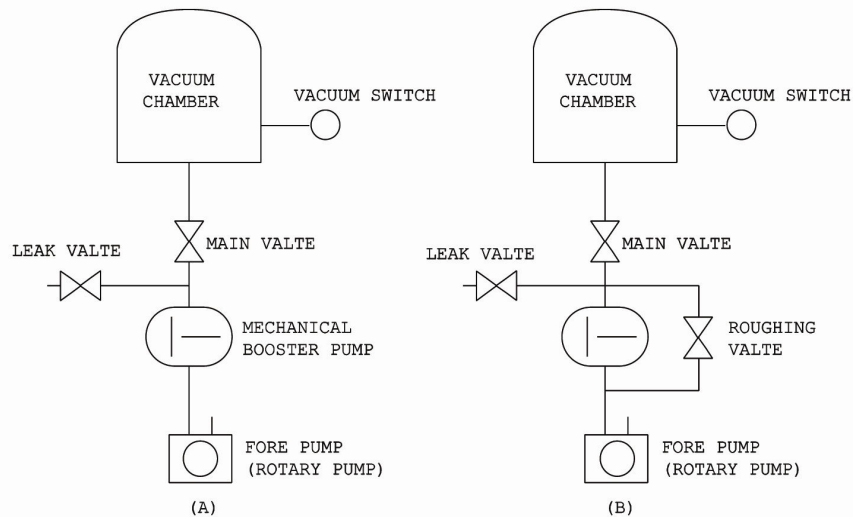 VACUUM
CHAMBER
VACUUM SWITCH
LEAK VALTE
MAIN VALTE
MECHANICAL
BOOSTER PUMP
FORE PUMP
(ROTARY PUMP)
(A)
VACUUM
CHAMBER
VACUUM SWITCH
LEAK VALTE
MAIN VALTE
ROUGHING
VALTE
FORE PUMP
(ROTARY PUMP)
(B)